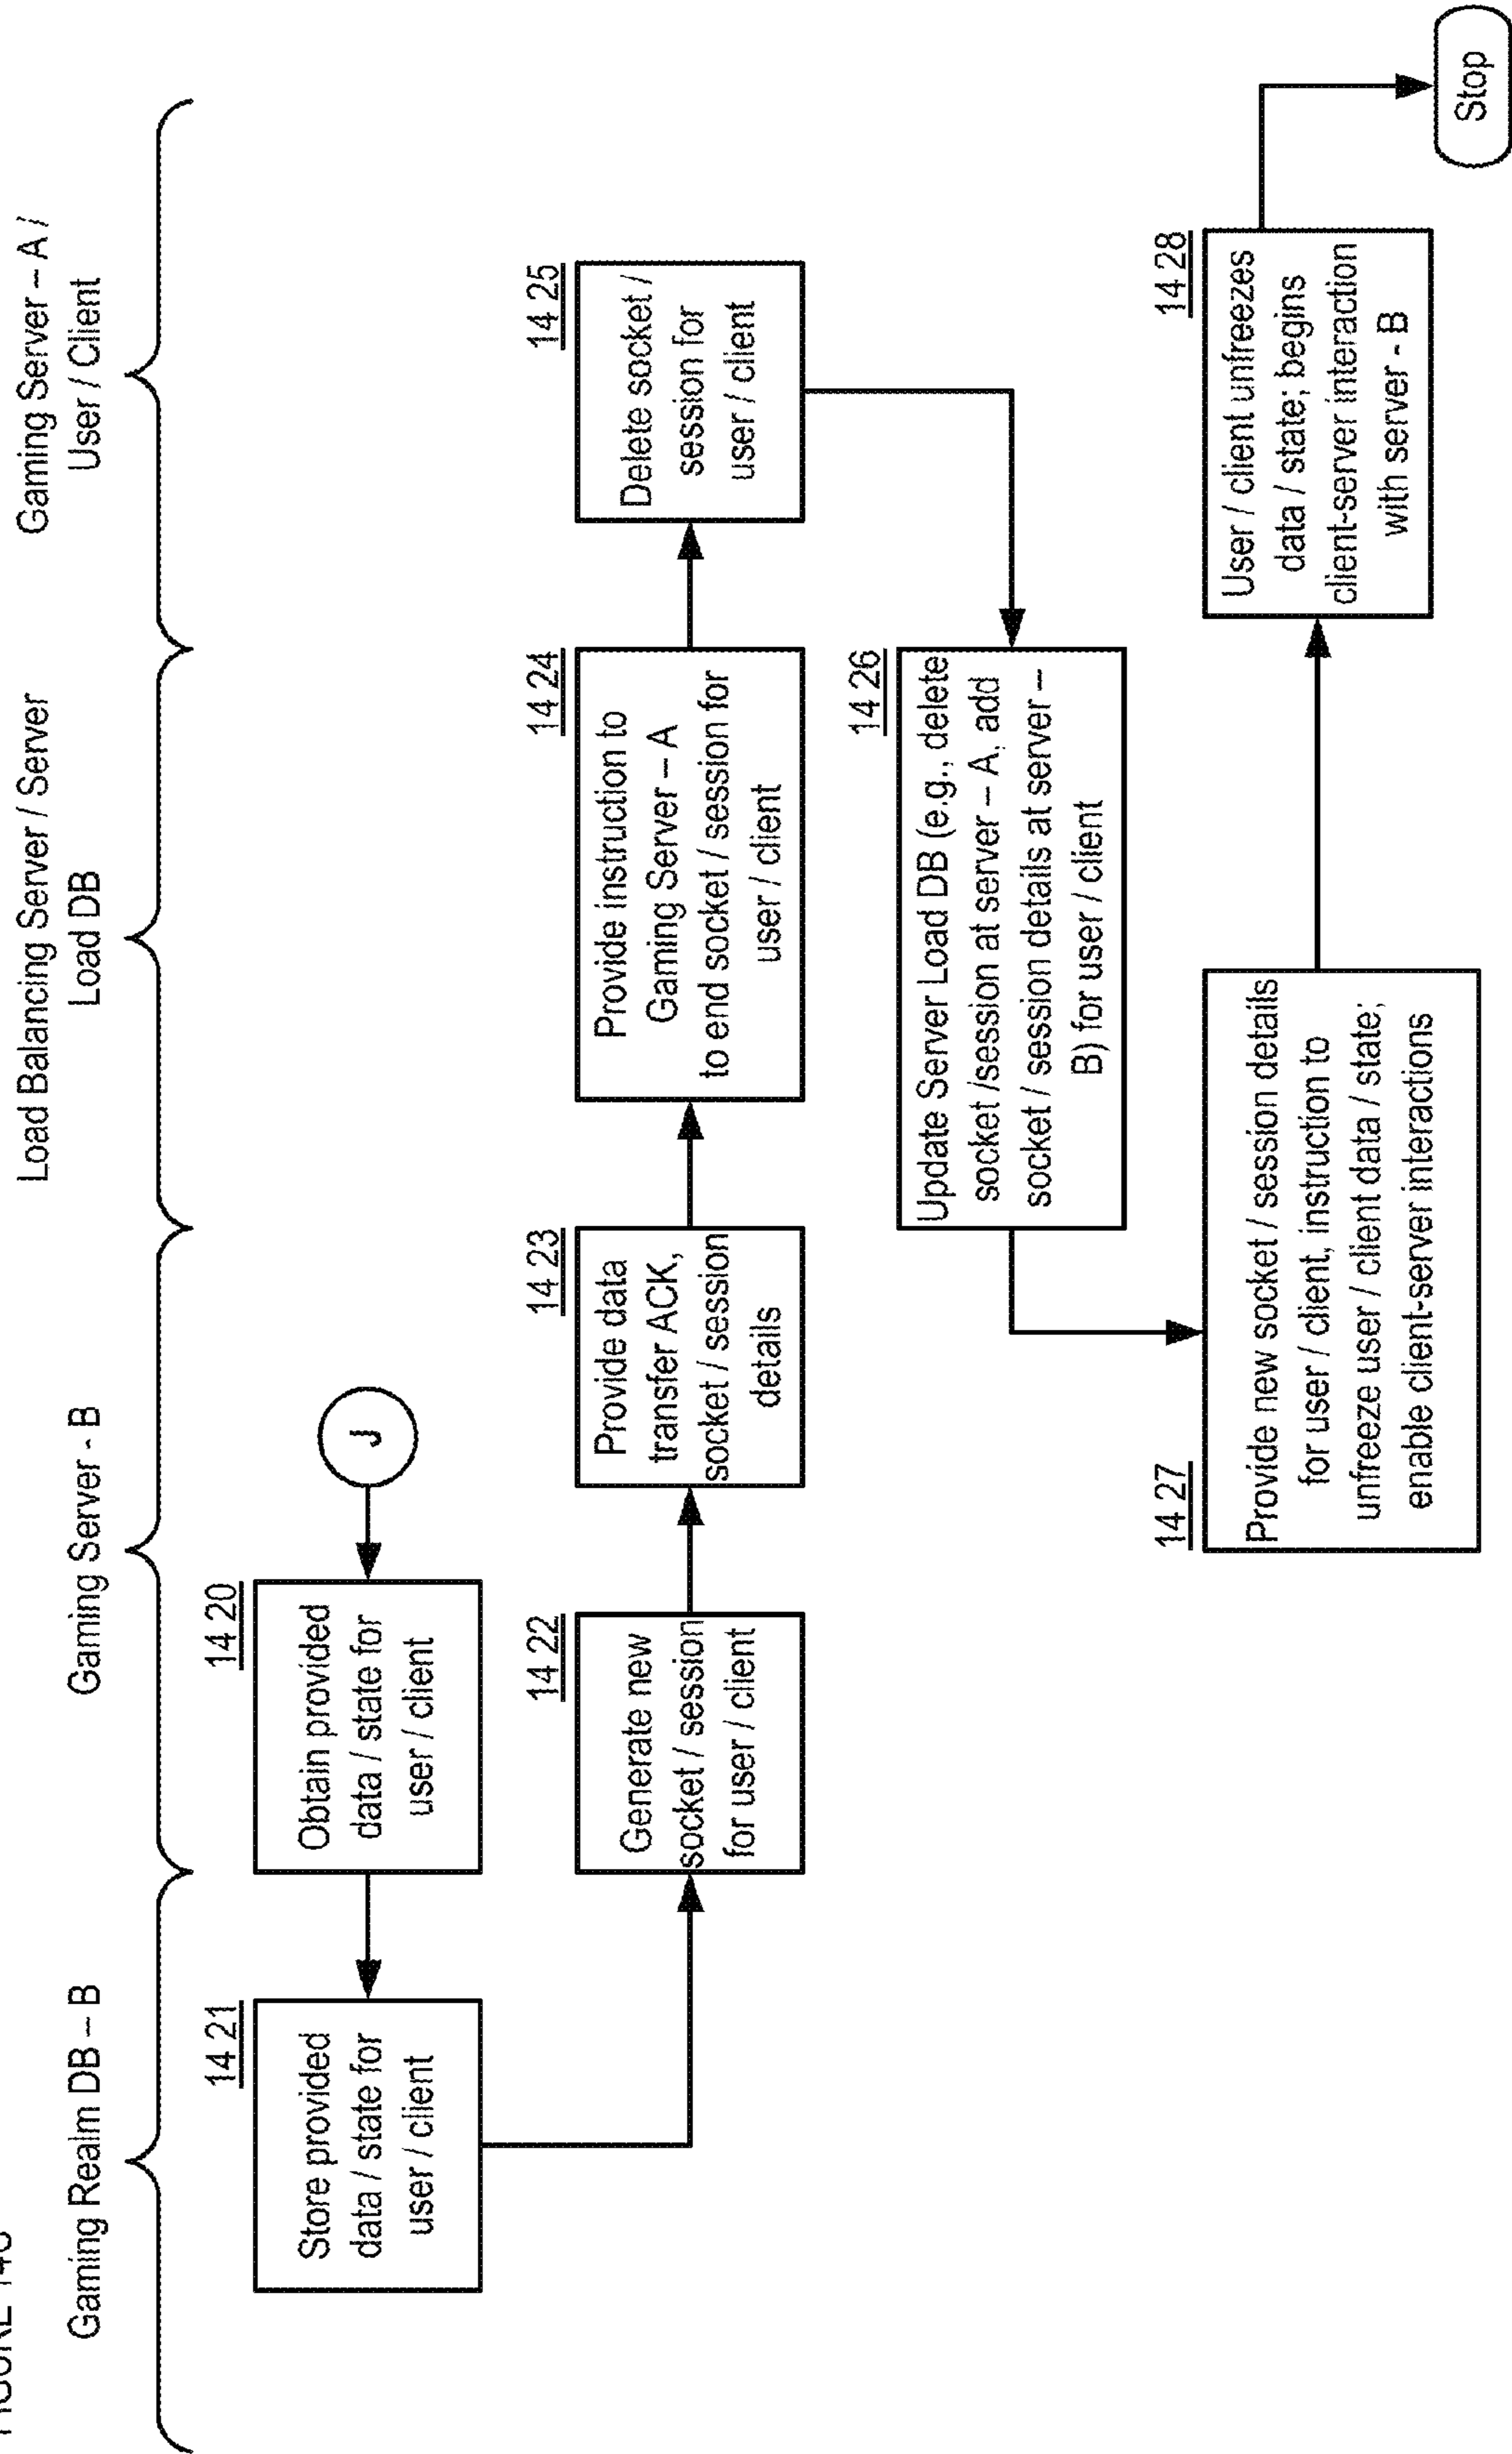 FIGURE 14C
Gaming Realm DB – B
Gaming Server - B
Load Balancing Server / Server
Load DB
Gaming Server – A /
User / Client
J
14 20
Obtain provided
data / state for
user / client
14 21
Store provided
data / state for
user / client
14 22
Generate new
socket / session
for user / client
14 23
Provide data
transfer ACK,
socket / session
details
14 24
Provide instruction to
Gaming Server – A
to end socket / session for
user / client
14 25
Delete socket /
session for
user / client
14 26
Update Server Load DB (e.g., delete
socket /session at server – A, add
socket / session details at server –
B) for user / client
14 27
Provide new socket / session details
for user / client, instruction to
unfreeze user / client data / state;
enable client-server interactions
14 28
User / client unfreezes
data / state; begins
client-server interaction
with server - B
Stop